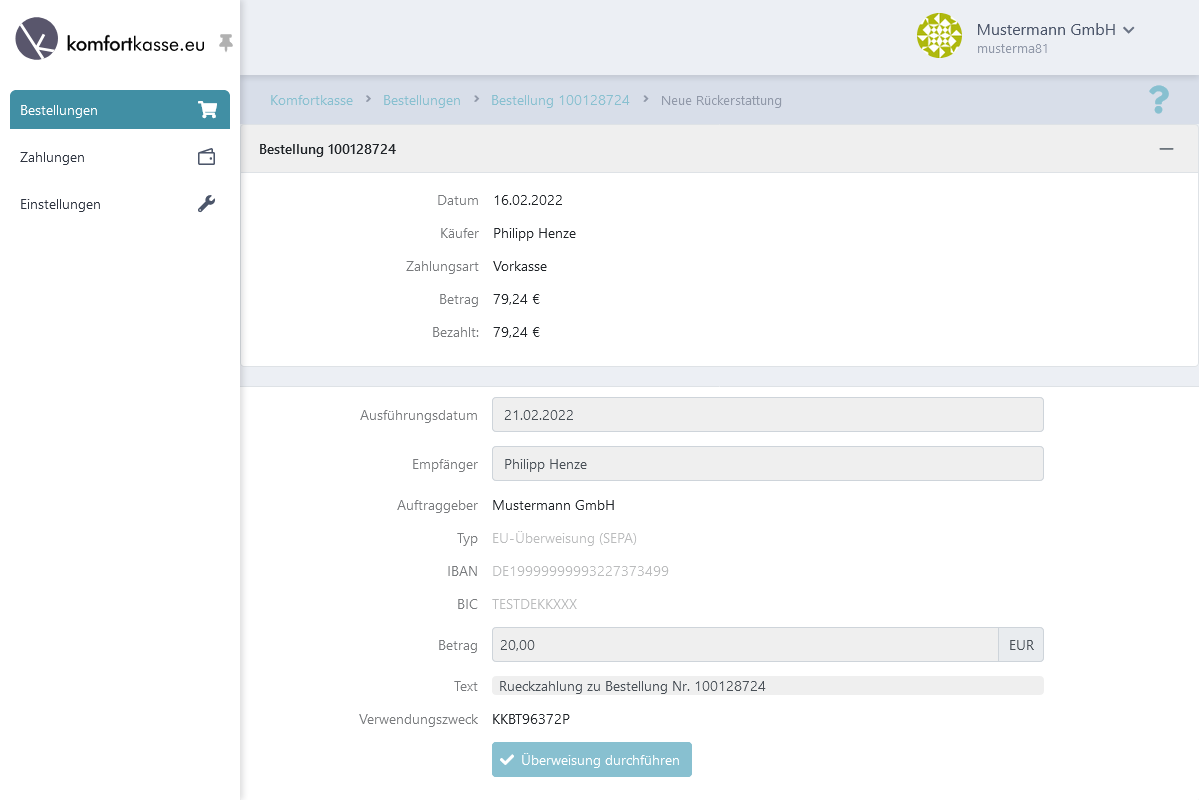 komfortkasse.eu
Mustermann GmbH
musterma81
Bestellungen
Zahlungen
Einstellungen
Komfortkasse > Bestellungen > Bestellung 100128724 > Neue Rückerstattung
?
Bestellung 100128724
Datum 16.02.2022
Käufer Philipp Henze
Zahlungsart Vorkasse
Betrag 79,24 €
Bezahlt: 79,24 €
Ausführungsdatum 21.02.2022
Empfänger Philipp Henze
Auftraggeber Mustermann GmbH
Typ EU-Überweisung (SEPA)
IBAN DE19999999993227373499
BIC TESTDEKKXXX
Betrag 20,00 EUR
Text Rueckzahlung zu Bestellung Nr. 100128724
Verwendungszweck KKBT96372P
Überweisung durchführen